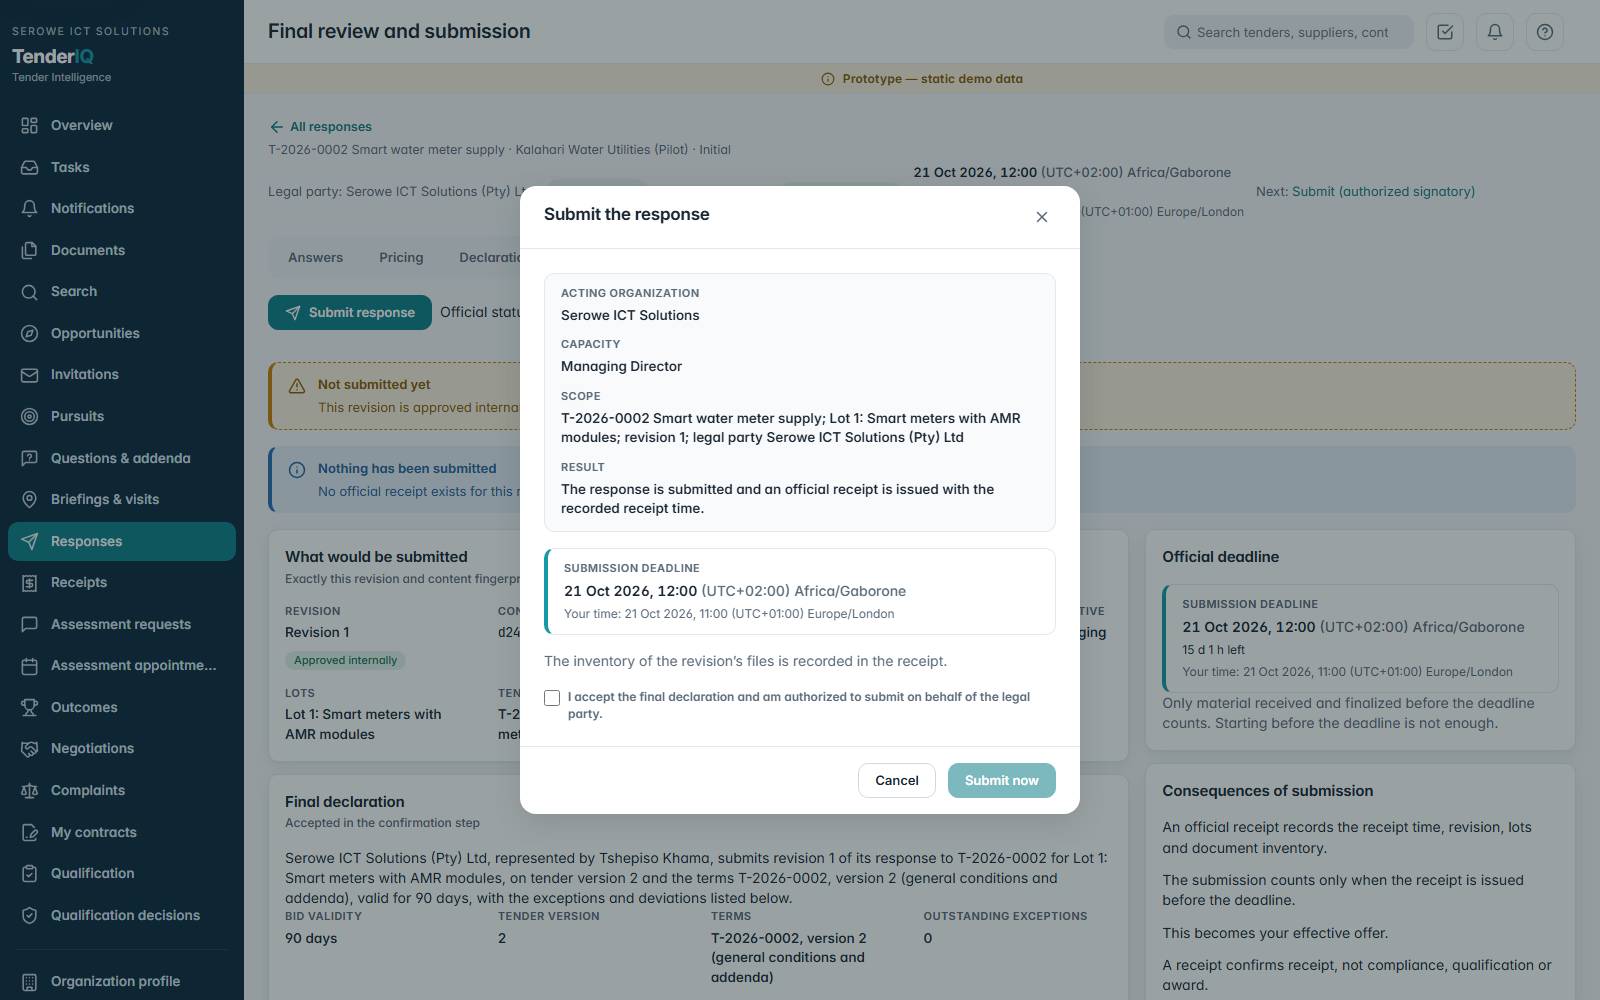 SEROWE ICT SOLUTIONS
TenderIQ
Tender Intelligence
Overview
Tasks
Notifications
Documents
Search
Opportunities
Invitations
Pursuits
Questions & addenda
Briefings & visits
Responses
Receipts
Assessment requests
Assessment appointme...
Outcomes
Negotiations
Complaints
My contracts
Qualification
Qualification decisions
Organization profile
Final review and submission
Search tenders, suppliers, cont
Prototype — static demo data
All responses
T-2026-0002 Smart water meter supply · Kalahari Water Utilities (Pilot) · Initial
Legal party: Serowe ICT Solutions (Pty)
21 Oct 2026, 12:00 (UTC+02:00) Africa/Gaborone
(UTC+01:00) Europe/London
Next: Submit (authorized signatory)
Answers
Pricing
Submit response
Official
Not submitted yet
This revision is approved
Nothing has been submitted
No official receipt exists for this
What would be submitted
Exactly this revision and content
REVISION
Revision 1
Approved internally
LOTS
Lot 1: Smart meters with
AMR modules
Final declaration
Accepted in the confirmation step
Serowe ICT Solutions (Pty) Ltd, represented by Tshepiso Khama, submits revision 1 of its response to T-2026-0002 for Lot 1:
Smart meters with AMR modules, on tender version 2 and the terms T-2026-0002, version 2 (general conditions and
addenda), valid for 90 days, with the exceptions and deviations listed below.
BID VALIDITY
90 days
TENDER VERSION
2
TERMS
T-2026-0002, version 2
(general conditions and
addenda)
OUTSTANDING EXCEPTIONS
0
Official deadline
SUBMISSION DEADLINE
21 Oct 2026, 12:00 (UTC+02:00) Africa/Gaborone
15 d 1 h left
Your time: 21 Oct 2026, 11:00 (UTC+01:00) Europe/London
Only material received and finalized before the deadline
counts. Starting before the deadline is not enough.
Consequences of submission
An official receipt records the receipt time, revision, lots
and document inventory.
The submission counts only when the receipt is issued
before the deadline.
This becomes your effective offer.
A receipt confirms receipt, not compliance, qualification or
award.
Submit the response
ACTING ORGANIZATION
Serowe ICT Solutions
CAPACITY
Managing Director
SCOPE
T-2026-0002 Smart water meter supply; Lot 1: Smart meters with AMR
modules; revision 1; legal party Serowe ICT Solutions (Pty) Ltd
RESULT
The response is submitted and an official receipt is issued with the
recorded receipt time.
SUBMISSION DEADLINE
21 Oct 2026, 12:00 (UTC+02:00) Africa/Gaborone
Your time: 21 Oct 2026, 11:00 (UTC+01:00) Europe/London
The inventory of the revision's files is recorded in the receipt.
I accept the final declaration and am authorized to submit on behalf of the legal
party.
Cancel
Submit now